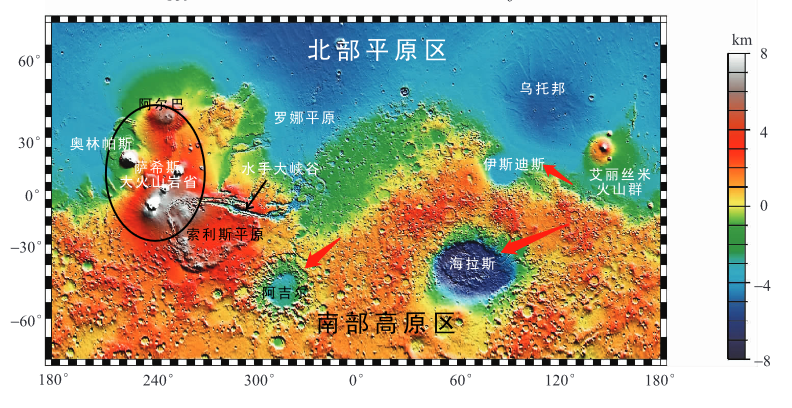 km
8
4
0
−4
−8
60°
30°
0°
−30°
−60°
北部平原区
乌托邦
阿尔巴
罗娜平原
奥林帕斯
萨希斯
大火山岩省
水手大峡谷
伊斯迪斯
艾丽丝米
火山群
索利斯平原
海拉斯
阿吉尔
南部高原区
180°
240°
300°
0°
60°
120°
180°